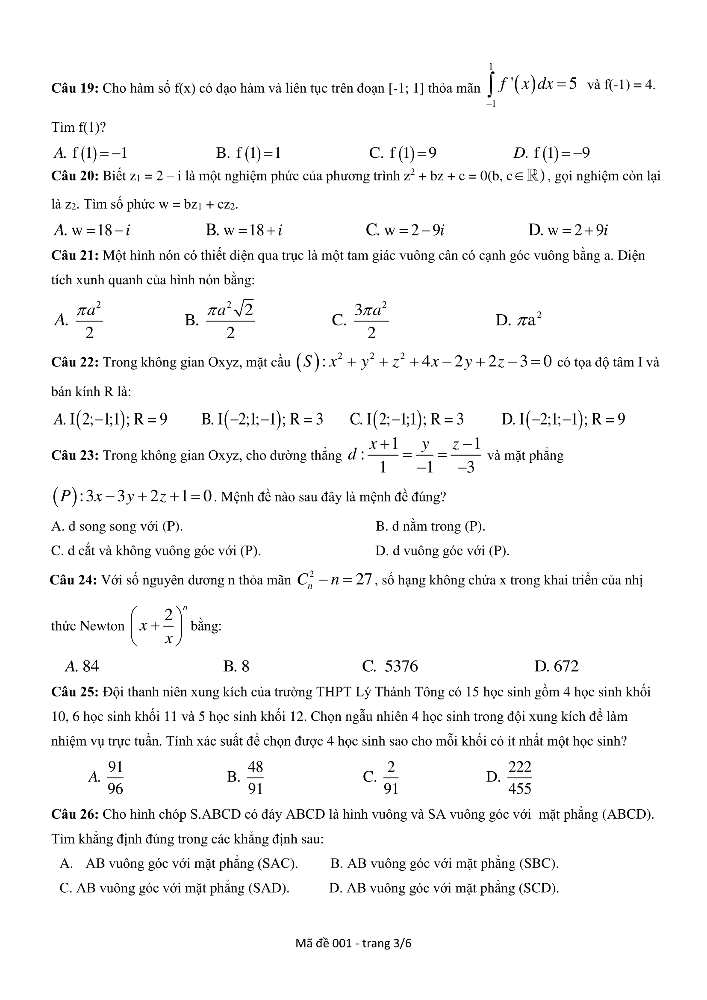 Câu 19: Cho hàm số f(x) có đạo hàm và liên tục trên đoạn [-1; 1] thỏa mãn $\int_{-1}^{1} f'(x)dx = 5$ và f(-1) = 4.
Tìm f(1)?
A. f(1) = −1 B. f(1) = 1 C. f(1) = 9 D. f(1) = −9
Câu 20: Biết z₁ = 2 – i là một nghiệm phức của phương trình z² + bz + c = 0(b, c ∈ ℝ), gọi nghiệm còn lại
là z₂. Tìm số phức w = bz₁ + cz₂.
A. w = 18 − i B. w = 18 + i C. w = 2 − 9i D. w = 2 + 9i
Câu 21: Một hình nón có thiết diện qua trục là một tam giác vuông cân có cạnh góc vuông bằng a. Diện
tích xunh quanh của hình nón bằng:
A. $\frac{\pi a^2}{2}$ B. $\frac{\pi a^2\sqrt{2}}{2}$ C. $\frac{3\pi a^2}{2}$ D. $\pi a^2$
Câu 22: Trong không gian Oxyz, mặt cầu (S): x² + y² + z² + 4x − 2y + 2z − 3 = 0 có tọa độ tâm I và
bán kính R là:
A. I(2;−1;1); R = 9 B. I(−2;1;−1); R = 3 C. I(2;−1;1); R = 3 D. I(−2;1;−1); R = 9
Câu 23: Trong không gian Oxyz, cho đường thẳng $d: \frac{x+1}{1} = \frac{y}{-1} = \frac{z-1}{-3}$ và mặt phẳng
(P): 3x − 3y + 2z + 1 = 0. Mệnh đề nào sau đây là mệnh đề đúng?
A. d song song với (P). B. d nằm trong (P).
C. d cắt và không vuông góc với (P). D. d vuông góc với (P).
Câu 24: Với số nguyên dương n thỏa mãn $C_n^2 - n = 27$, số hạng không chứa x trong khai triển của nhị
thức Newton $\left(x + \frac{2}{x}\right)^n$ bằng:
A. 84 B. 8 C. 5376 D. 672
Câu 25: Đội thanh niên xung kích của trường THPT Lý Thánh Tông có 15 học sinh gồm 4 học sinh khối
10, 6 học sinh khối 11 và 5 học sinh khối 12. Chọn ngẫu nhiên 4 học sinh trong đội xung kích để làm
nhiệm vụ trực tuần. Tính xác suất để chọn được 4 học sinh sao cho mỗi khối có ít nhất một học sinh?
A. $\frac{91}{96}$ B. $\frac{48}{91}$ C. $\frac{2}{91}$ D. $\frac{222}{455}$
Câu 26: Cho hình chóp S.ABCD có đáy ABCD là hình vuông và SA vuông góc với mặt phẳng (ABCD).
Tìm khẳng định đúng trong các khẳng định sau:
A. AB vuông góc với mặt phẳng (SAC). B. AB vuông góc với mặt phẳng (SBC).
C. AB vuông góc với mặt phẳng (SAD). D. AB vuông góc với mặt phẳng (SCD).
Mã đề 001 - trang 3/6